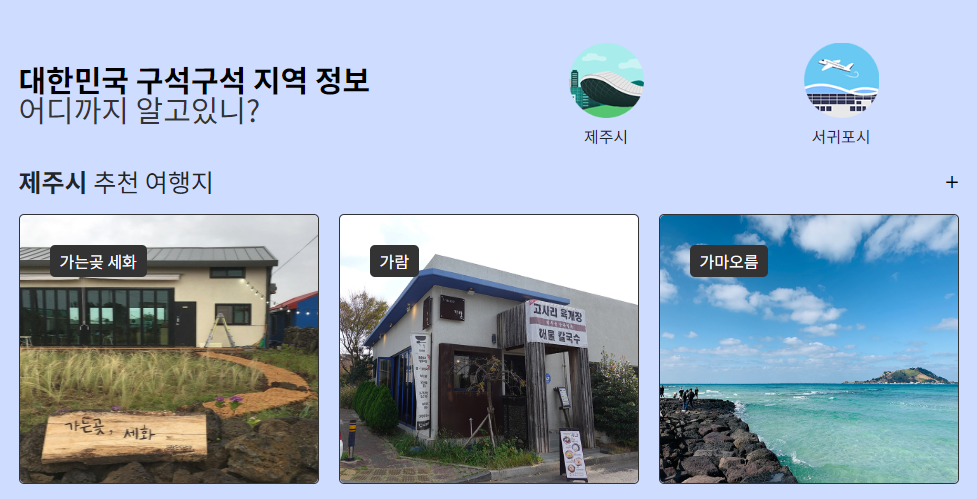 대한민국 구석구석 지역 정보
어디까지 알고있니?
제주시
서귀포시
제주시 추천 여행지
+
가는곶 세화
가람
가마오름
가는곶, 세화
고사리 육개장
해물 칼국수